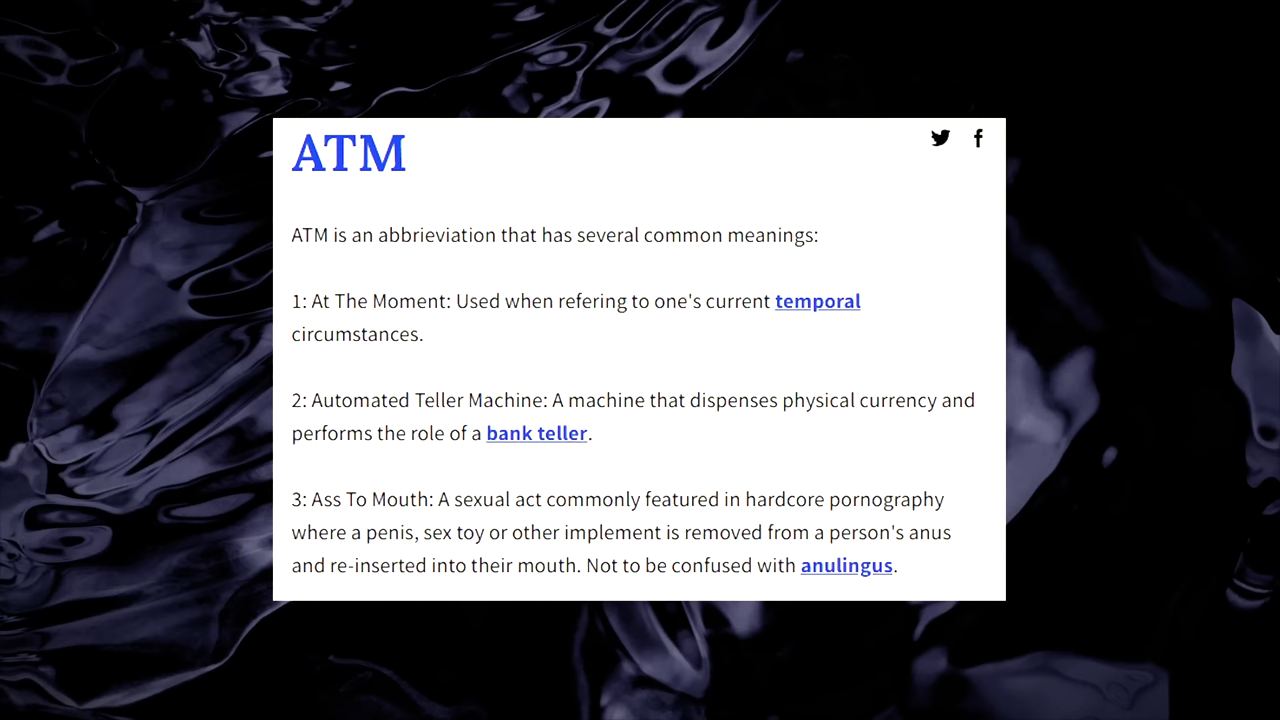 ATM
ATM is an abbrieviation that has several common meanings:
1: At The Moment: Used when refering to one's current temporal
circumstances.
2: Automated Teller Machine: A machine that dispenses physical currency and
performs the role of a bank teller.
3: Ass To Mouth: A sexual act commonly featured in hardcore pornography
where a penis, sex toy or other implement is removed from a person's anus
and re-inserted into their mouth. Not to be confused with anulingus.